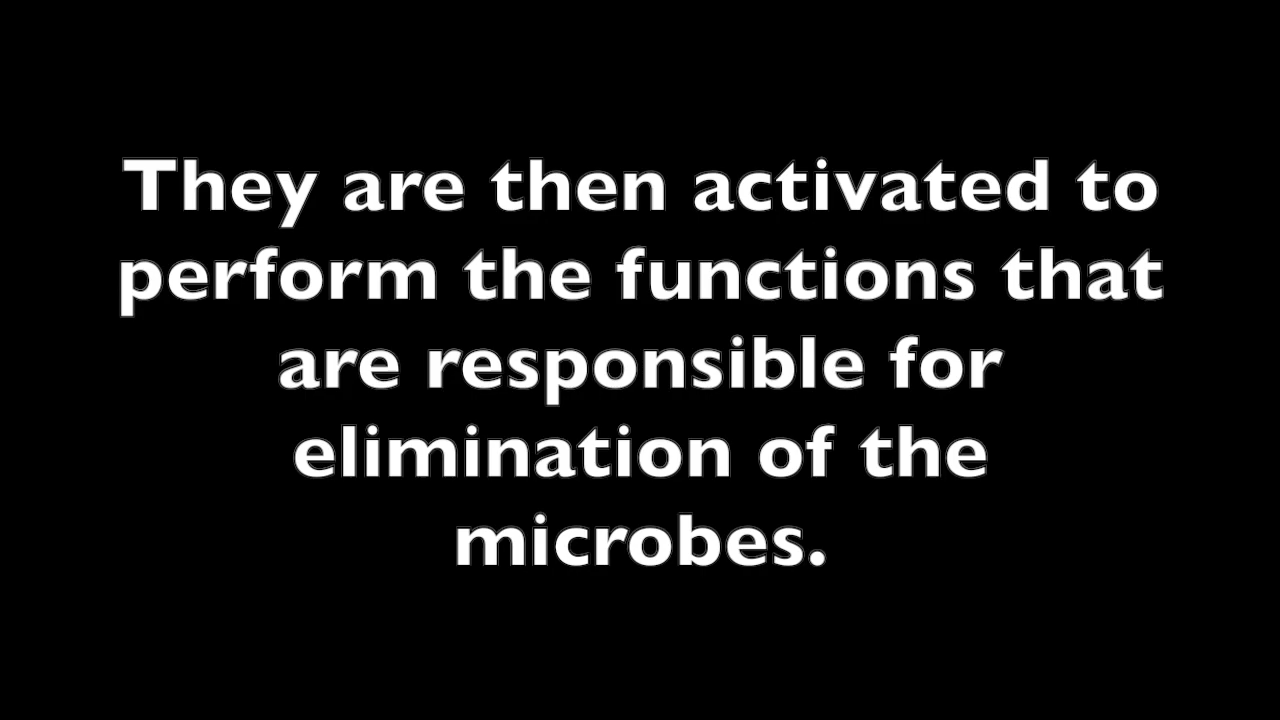 They are then activated to
perform the functions that
are responsible for
elimination of the
microbes.